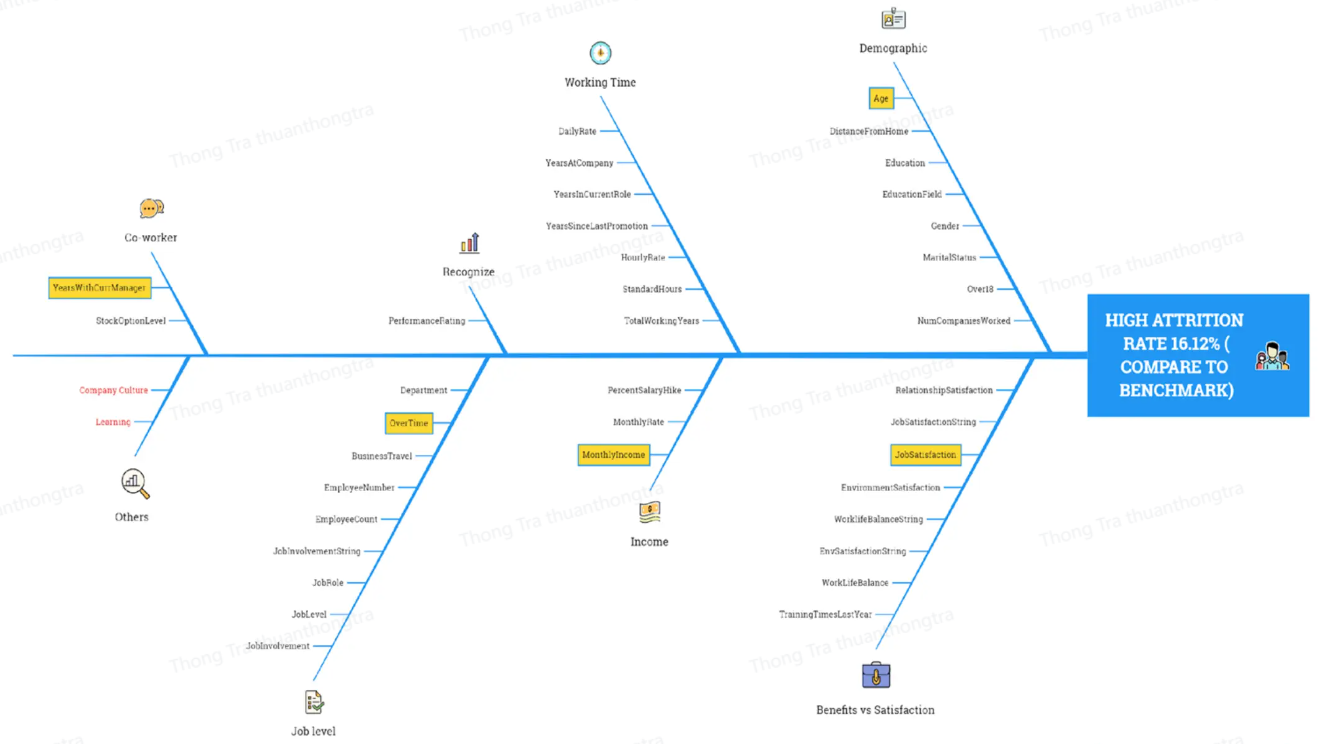 Demographic
Age
DistanceFromHome
Education
EducationField
Gender
MaritalStatus
Over18
NumCompaniesWorked
Working Time
DailyRate
YearsAtCompany
YearsInCurrentRole
YearsSinceLastPromotion
HourlyRate
StandardHours
TotalWorkingYears
Recognize
PerformanceRating
Co-worker
YearsWithCurrManager
StockOptionLevel
HIGH ATTRITION
RATE 16.12% (
COMPARE TO
BENCHMARK)
Company Culture
Learning
Others
Department
OverTime
BusinessTravel
EmployeeNumber
EmployeeCount
JobInvolvementString
JobRole
JobLevel
JobInvolvement
Job level
PercentSalaryHike
MonthlyRate
MonthlyIncome
Income
RelationshipSatisfaction
JobSatisfactionString
JobSatisfaction
EnvironmentSatisfaction
WorklifeBalanceString
EnvSatisfactionString
WorkLifeBalance
TrainingTimesLastYear
Benefits vs Satisfaction
Thong Tra thuanthongtra